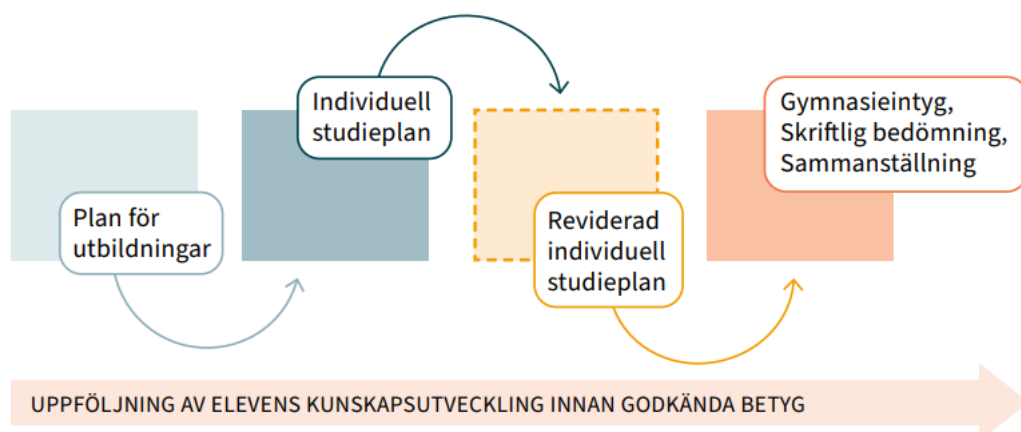 Plan för
utbildningar
Individuell
studieplan
Reviderad
individuell
studieplan
Gymnasieintyg,
Skriftlig bedömning,
Sammanställning
UPPFÖLJNING AV ELEVENS KUNSKAPSUTVECKLING INNAN GODKÄNDA BETYG